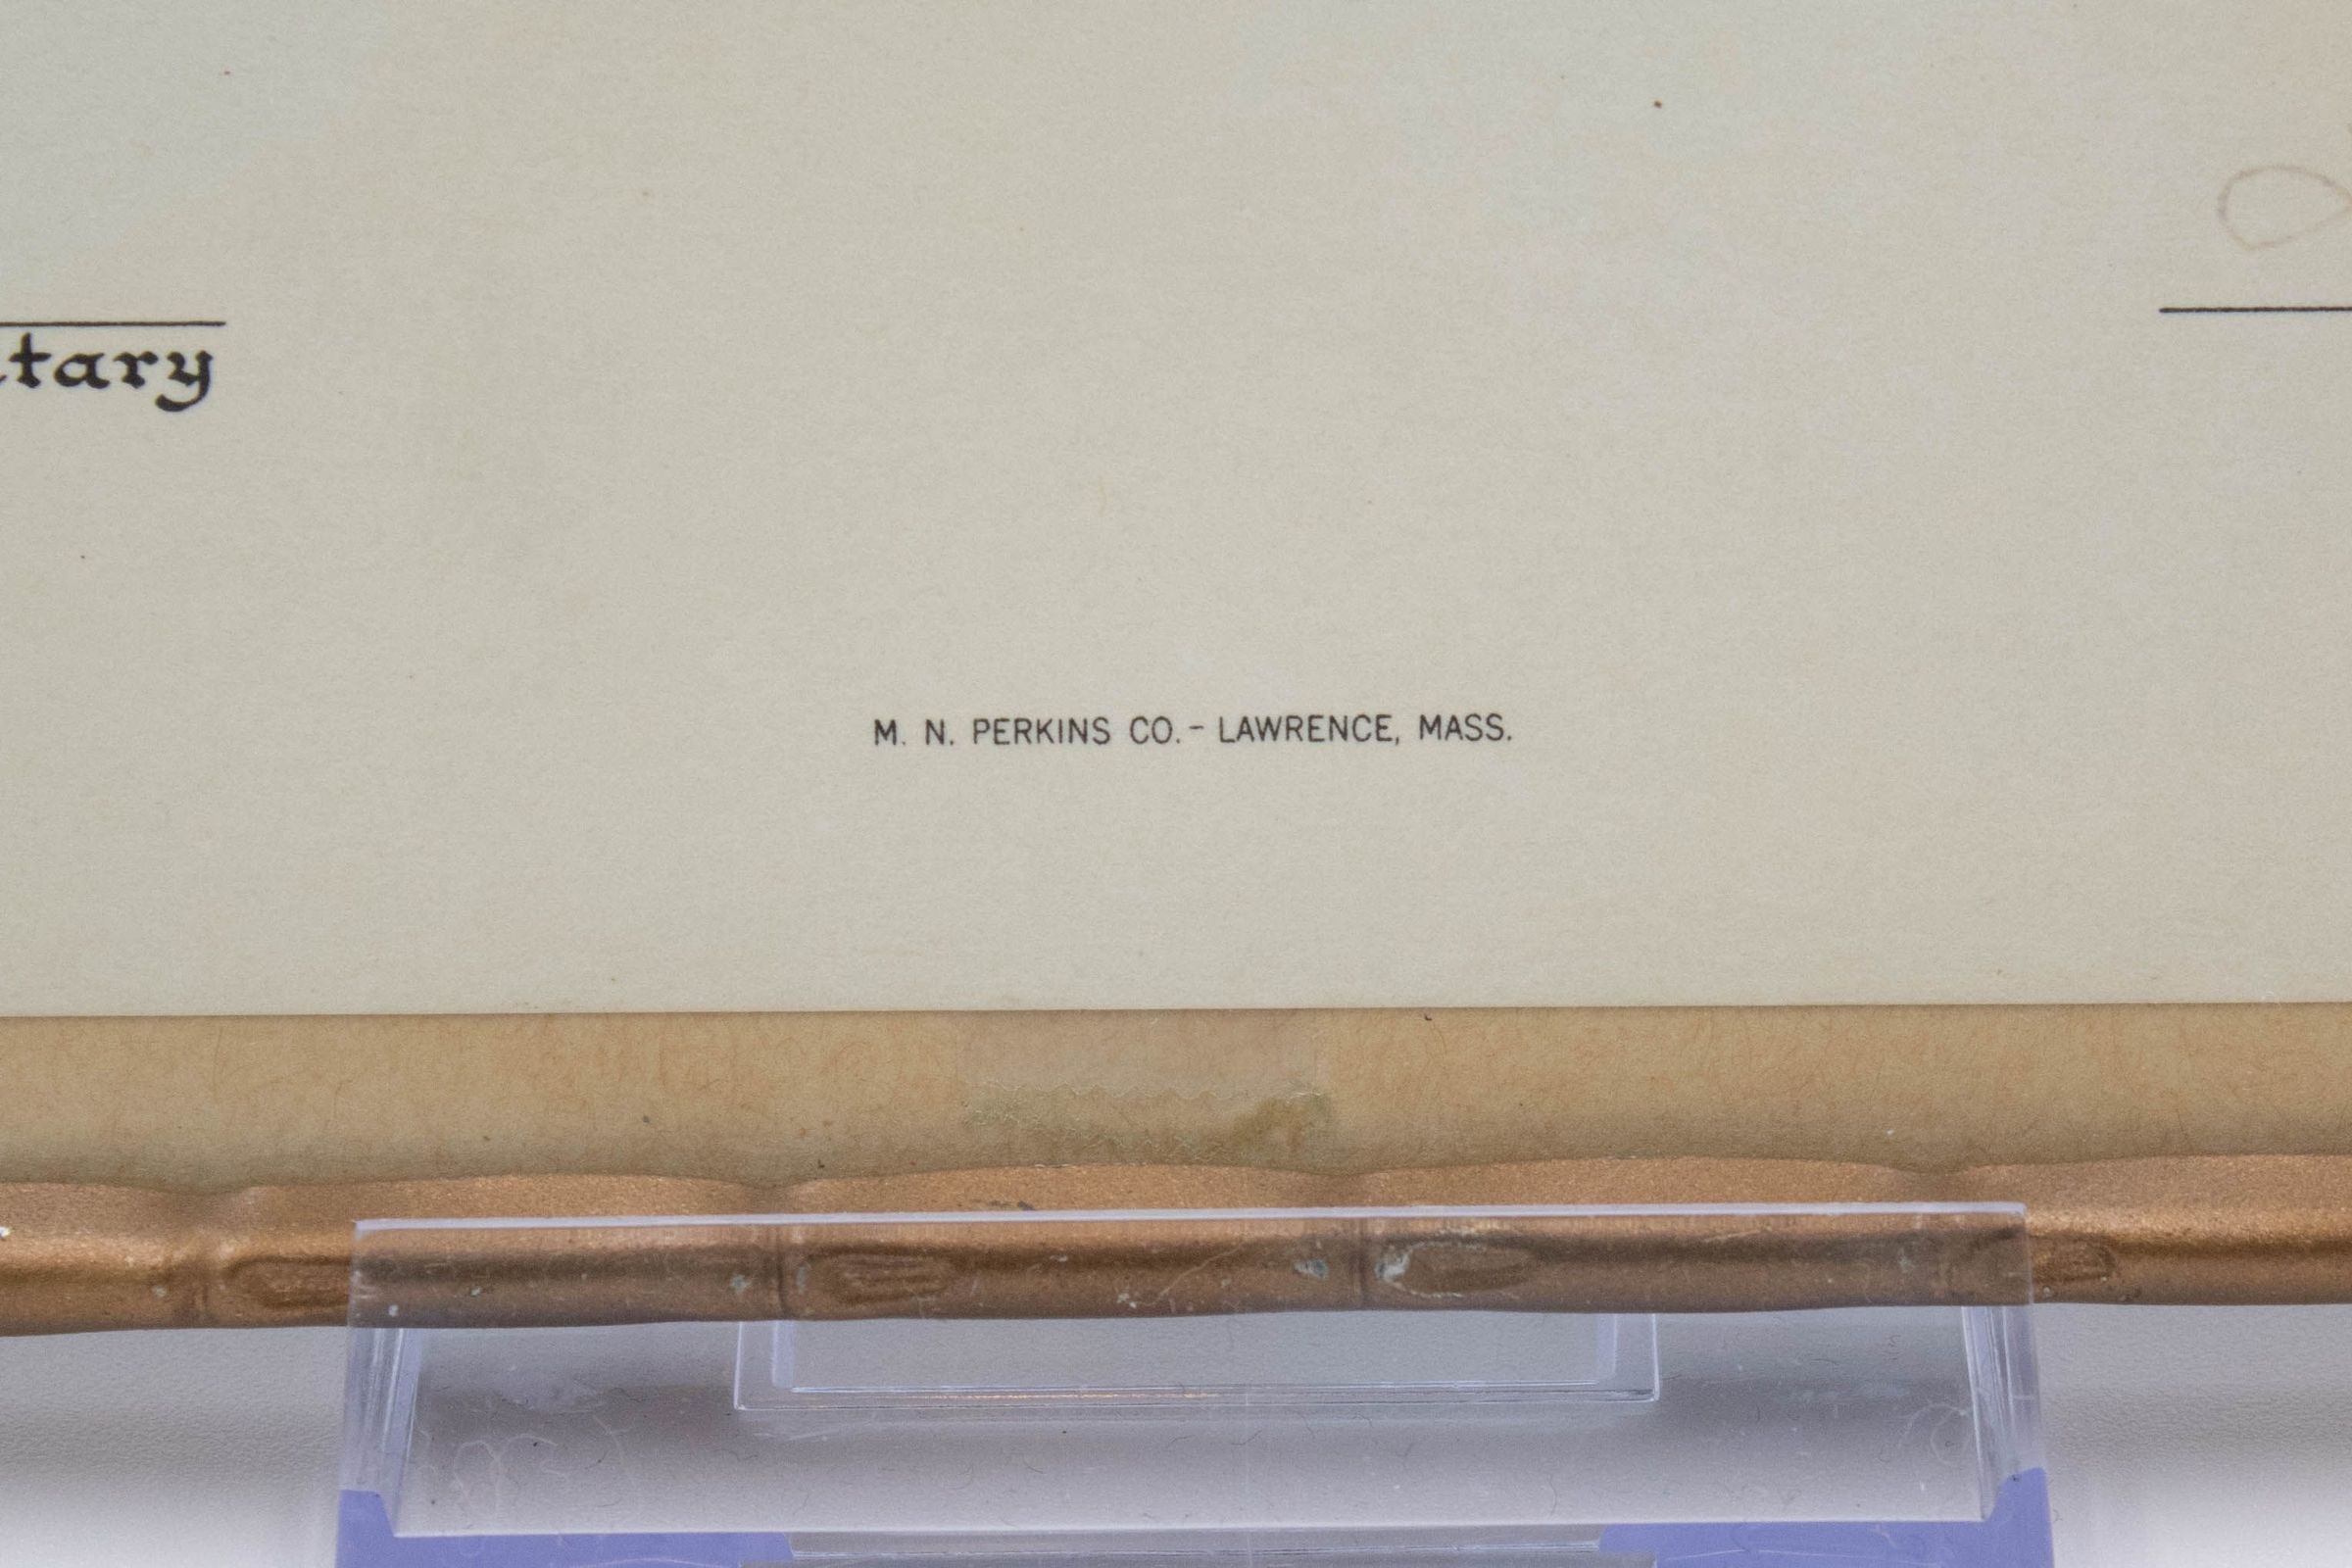 tary
M. N. PERKINS CO. - LAWRENCE, MASS.